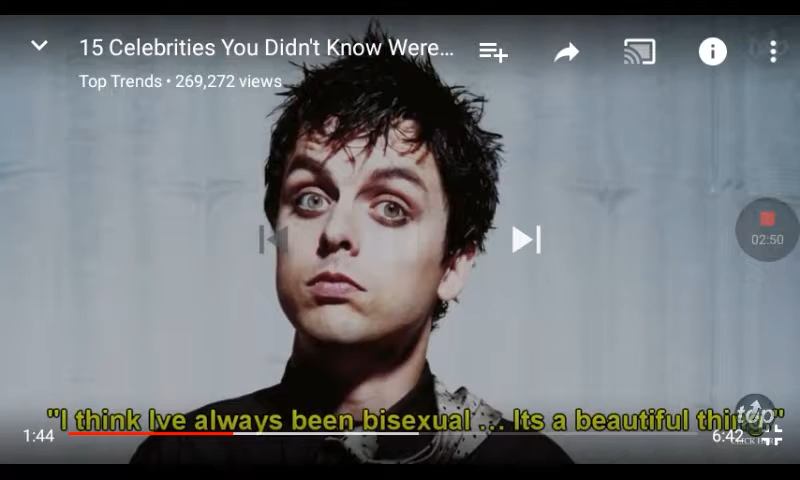 15 Celebrities You Didn't Know Were...
Top Trends • 269,272 views
02:50
"I think Ive always been bisexual ... Its a beautiful thing"
1:44
6:42